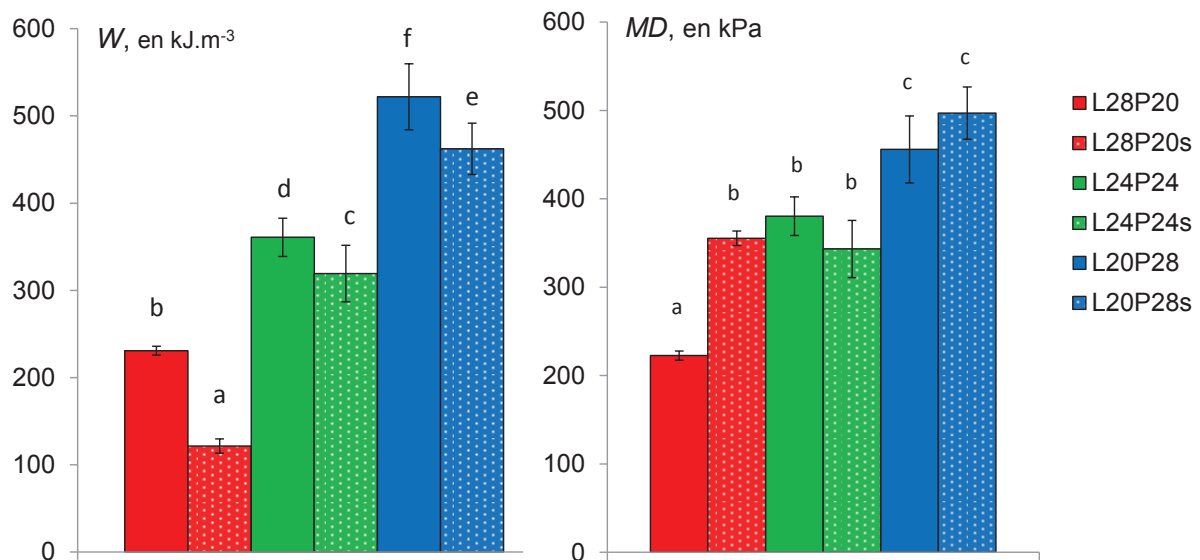 W, en kJ.m-3
600
500
400
300
200
100
0
b
a
d
c
f
e
MD, en kPa
600
500
400
300
200
100
0
a
b
b
b
c
c
L28P20
L28P20s
L24P24
L24P24s
L20P28
L20P28s